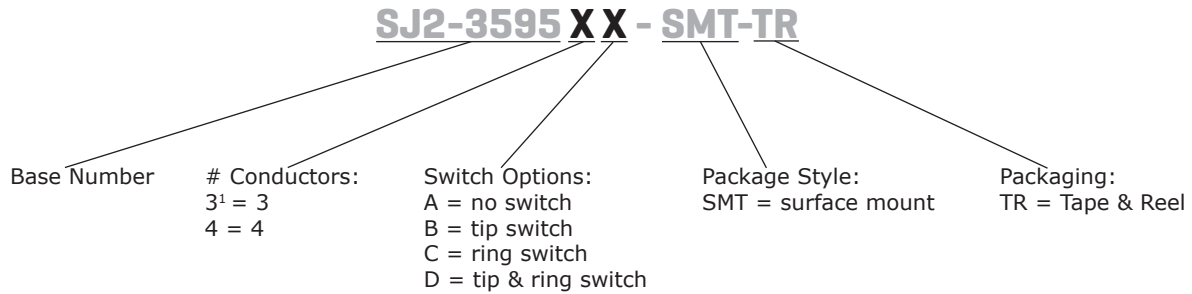 SJ2-3595 X X - SMT-TR
Base Number
# Conductors:
3¹ = 3
4 = 4
Switch Options:
A = no switch
B = tip switch
C = ring switch
D = tip & ring switch
Package Style:
SMT = surface mount
Packaging:
TR = Tape & Reel